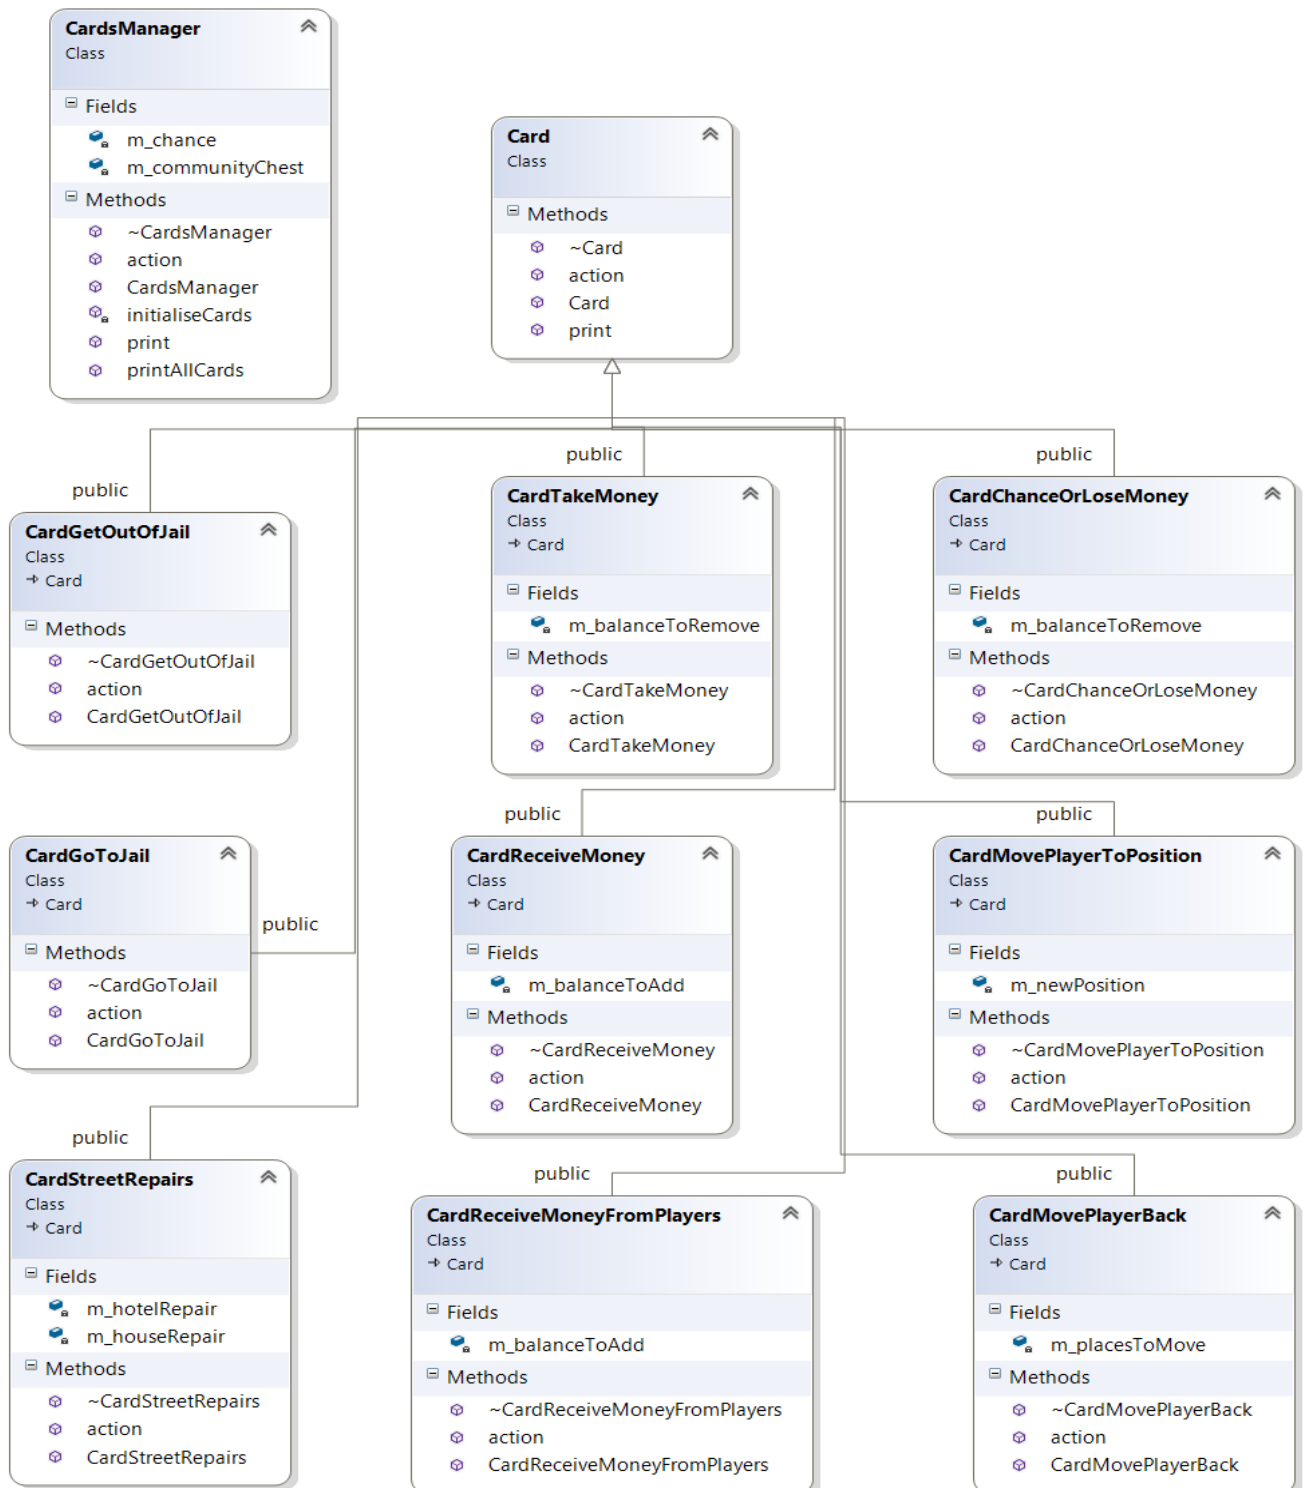 CardsManager
Class
Fields
m_chance
m_communityChest
Methods
~CardsManager
action
CardsManager
initialiseCards
print
printAllCards
Card
Class
Methods
~Card
action
Card
print
public
CardGetOutOfJail
Class
Card
Methods
~CardGetOutOfJail
action
CardGetOutOfJail
public
CardTakeMoney
Class
Card
Fields
m_balanceToRemove
Methods
~CardTakeMoney
action
CardTakeMoney
public
CardChanceOrLoseMoney
Class
Card
Fields
m_balanceToRemove
Methods
~CardChanceOrLoseMoney
action
CardChanceOrLoseMoney
public
CardGoToJail
Class
Card
Methods
~CardGoToJail
action
CardGoToJail
public
CardReceiveMoney
Class
Card
Fields
m_balanceToAdd
Methods
~CardReceiveMoney
action
CardReceiveMoney
public
CardMovePlayerToPosition
Class
Card
Fields
m_newPosition
Methods
~CardMovePlayerToPosition
action
CardMovePlayerToPosition
public
CardStreetRepairs
Class
Card
Fields
m_hotelRepair
m_houseRepair
Methods
~CardStreetRepairs
action
CardStreetRepairs
public
CardReceiveMoneyFromPlayers
Class
Card
Fields
m_balanceToAdd
Methods
~CardReceiveMoneyFromPlayers
action
CardReceiveMoneyFromPlayers
public
CardMovePlayerBack
Class
Card
Fields
m_placesToMove
Methods
~CardMovePlayerBack
action
CardMovePlayerBack